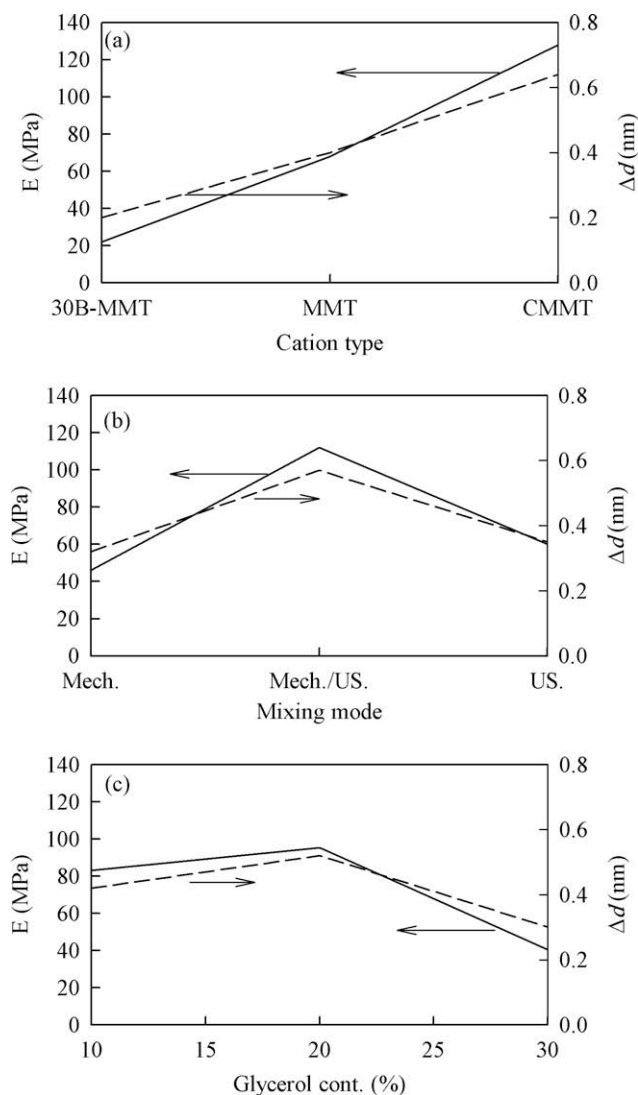 (a)
E (MPa)
140
120
100
80
60
40
20
0
0.8
0.6
0.4
0.2
0.0
Δd (nm)
30B-MMT MMT CMMT
Cation type
(b)
E (MPa)
140
120
100
80
60
40
20
0
0.8
0.6
0.4
0.2
0.0
Δd (nm)
Mech. Mech./US. US.
Mixing mode
(c)
E (MPa)
140
120
100
80
60
40
20
0
0.8
0.6
0.4
0.2
0.0
Δd (nm)
10 15 20 25 30
Glycerol cont. (%)